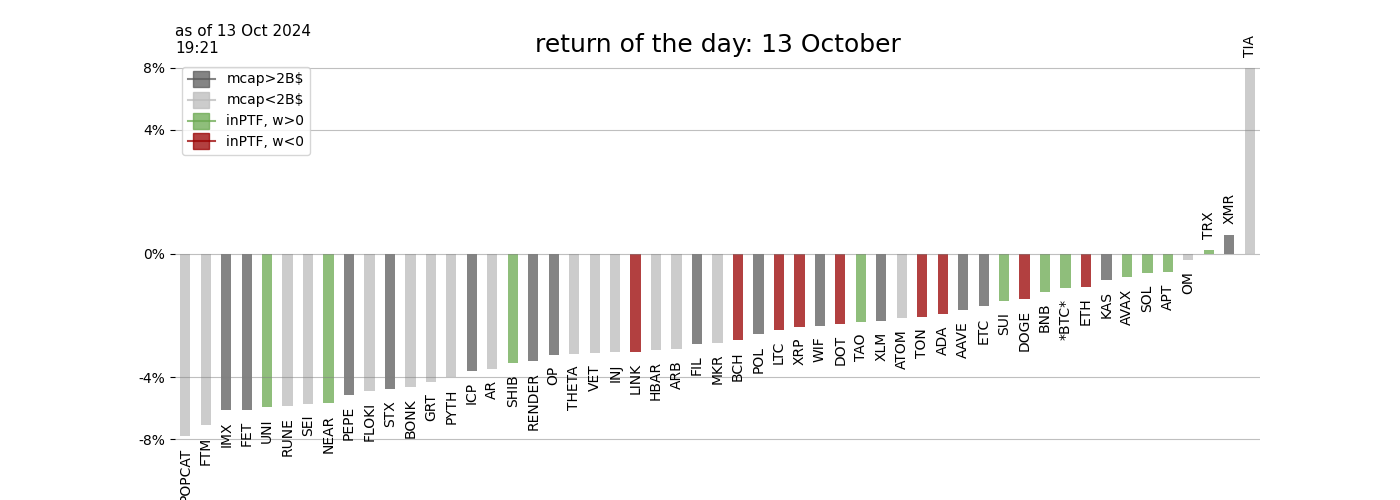 as of 13 Oct 2024
19:21
return of the day: 13 October
TIA
8%
4%
0%
-4%
-8%
mcap>2B$
mcap<2B$
inPTF, w>0
inPTF, w<0
POPCAT
FTM
IMX
FET
UNI
RUNE
SEI
NEAR
PEPE
FLOKI
STX
BONK
GRT
PYTH
ICP
AR
SHIB
RENDER
OP
THETA
VET
INJ
LINK
HBAR
ARB
FIL
MKR
BCH
POL
LTC
XRP
WIF
DOT
TAO
XLM
ATOM
TON
ADA
AAVE
ETC
SUI
DOGE
BNB
*BTC*
ETH
KAS
AVAX
SOL
APT
OM
TRX
XMR